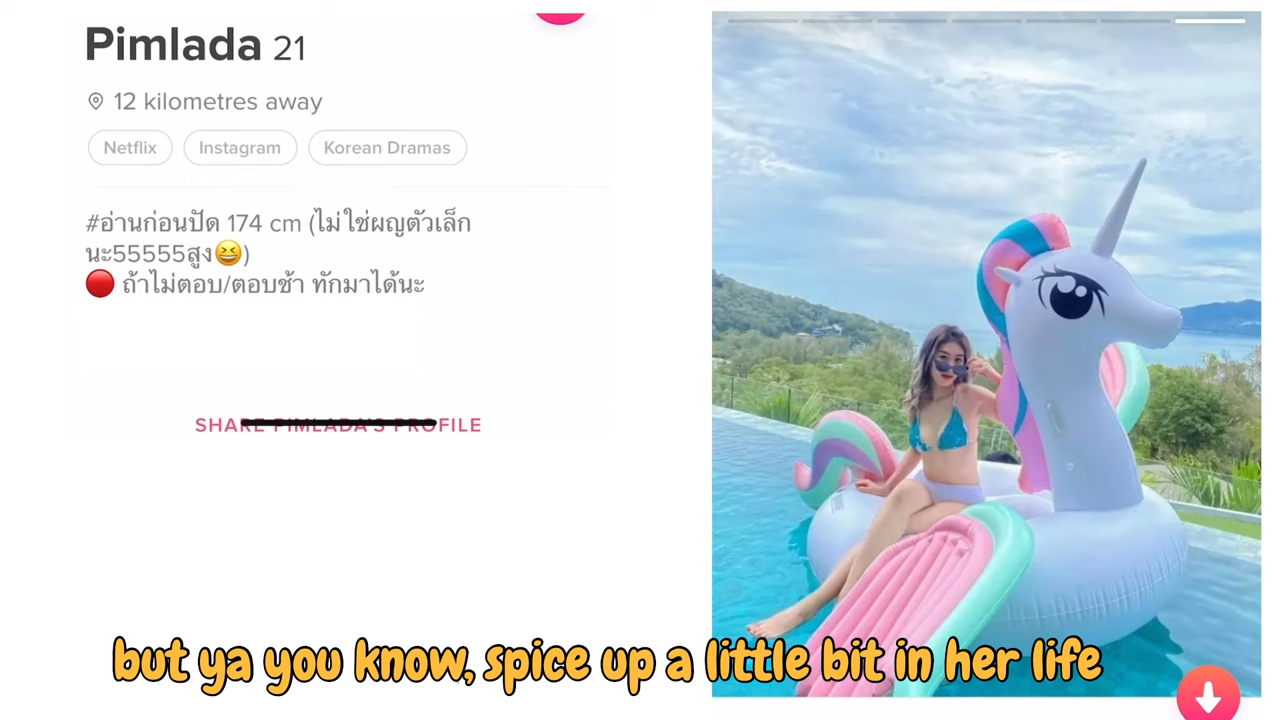 Pimlada 21
12 kilometres away
Netflix Instagram Korean Dramas
#อ่านก่อนปัด 174 cm (ไม่ใช่ผญตัวเล็ก
นะ55555สูง😆)
🔴 ถ้าไม่ตอบ/ตอบช้า ทักมาได้นะ
SHARE PIMLADA'S PROFILE
but ya you know, spice up a little bit in her life